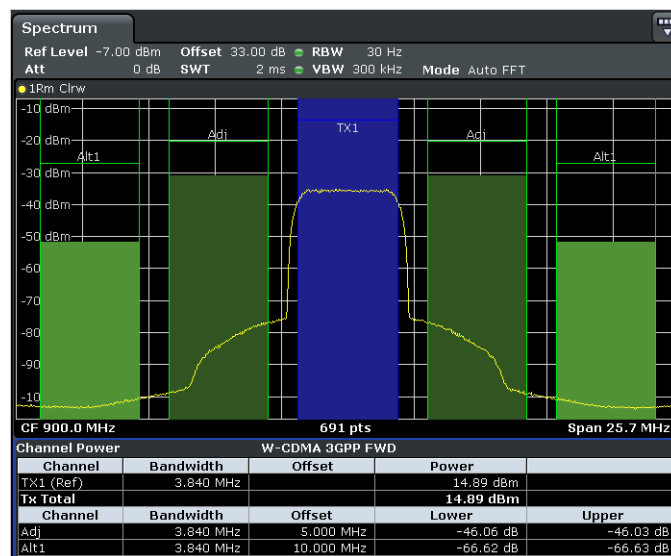 Spectrum
Ref Level -7.00 dBm Offset 33.00 dB RBW 30 Hz
Att 0 dB SWT 2 ms VBW 300 kHz Mode Auto FFT
1Rm Clrw
-10 dBm
TX1
-20 dBm
Adj
Adj
Alt1
Alt1
-30 dBm
-40 dBm
-50 dBm
-60 dBm
-70 dBm
-80
-90
-10
CF 900.0 MHz 691 pts Span 25.7 MHz
Channel Power W-CDMA 3GPP FWD
Channel Bandwidth Offset Power
TX1 (Ref) 3.840 MHz 14.89 dBm
Tx Total 14.89 dBm
Channel Bandwidth Offset Lower Upper
Adj 3.840 MHz 5.000 MHz -46.06 dB -46.03 dB
Alt1 3.840 MHz 10.000 MHz -66.62 dB -66.63 dB